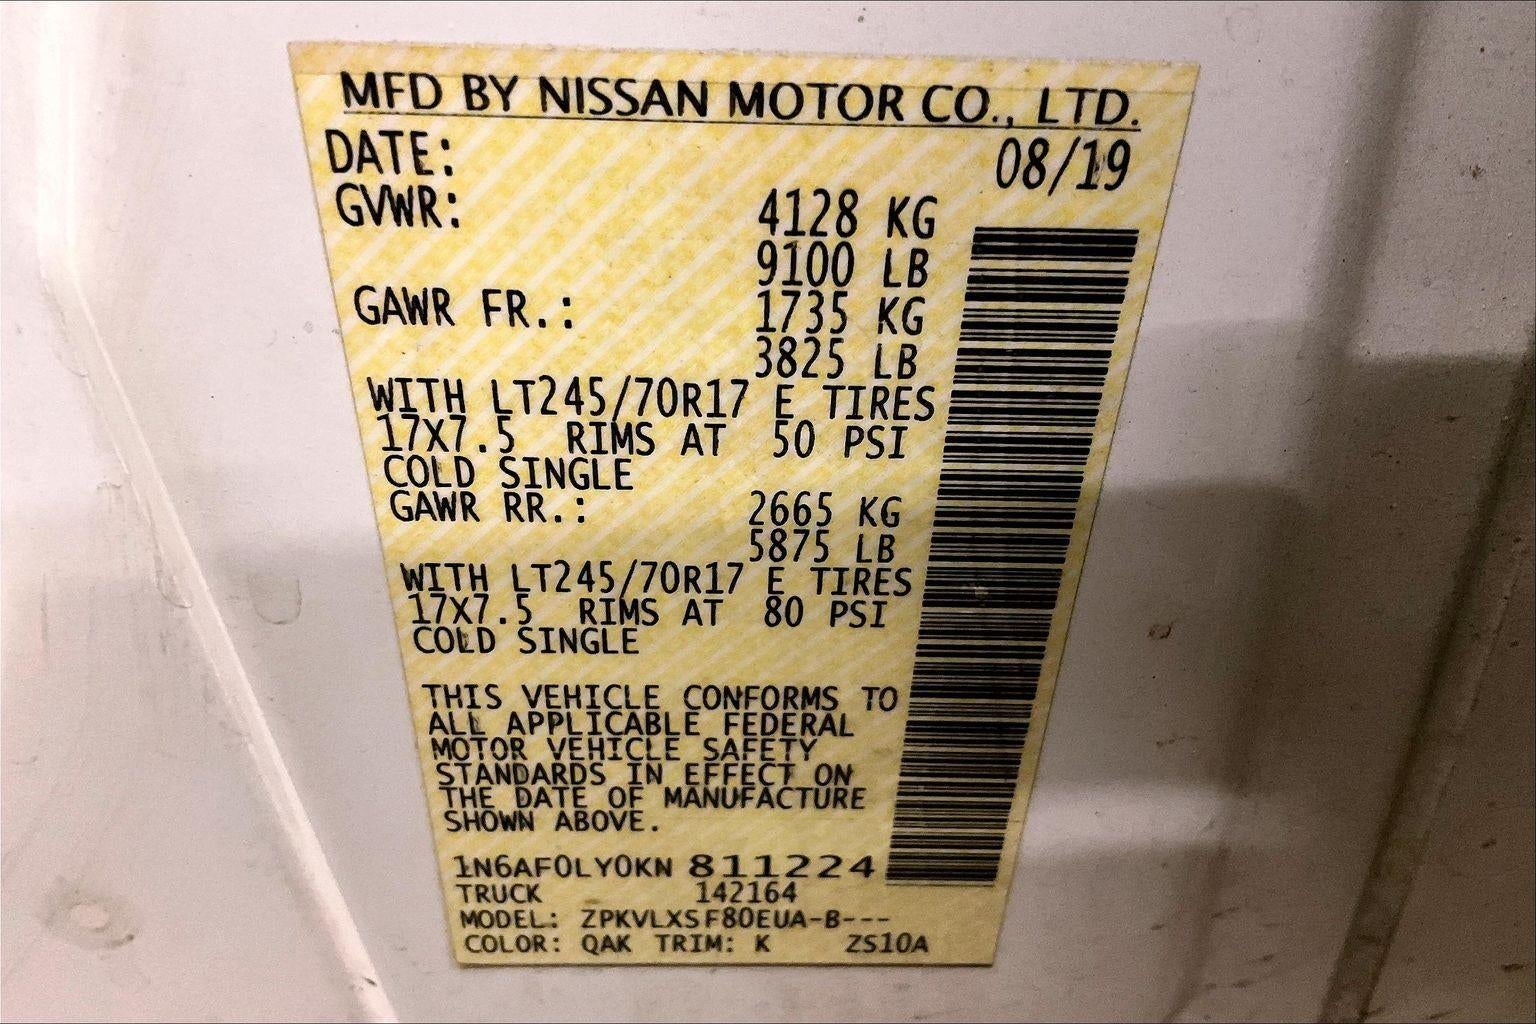 MFD BY NISSAN MOTOR CO., LTD.
DATE: 08/19
GVWR: 4128 KG
9100 LB
GAWR FR.: 1735 KG
3825 LB
WITH LT245/70R17 E TIRES
17X7.5 RIMS AT 50 PSI
COLD SINGLE
GAWR RR.: 2665 KG
5875 LB
WITH LT245/70R17 E TIRES
17X7.5 RIMS AT 80 PSI
COLD SINGLE
THIS VEHICLE CONFORMS TO
ALL APPLICABLE FEDERAL
MOTOR VEHICLE SAFETY
STANDARDS IN EFFECT ON
THE DATE OF MANUFACTURE
SHOWN ABOVE.
1N6AF0LY0KN 811224
TRUCK 142164
MODEL: ZPKVLXSF80EUA-B---
COLOR: QAK TRIM: K ZS10A